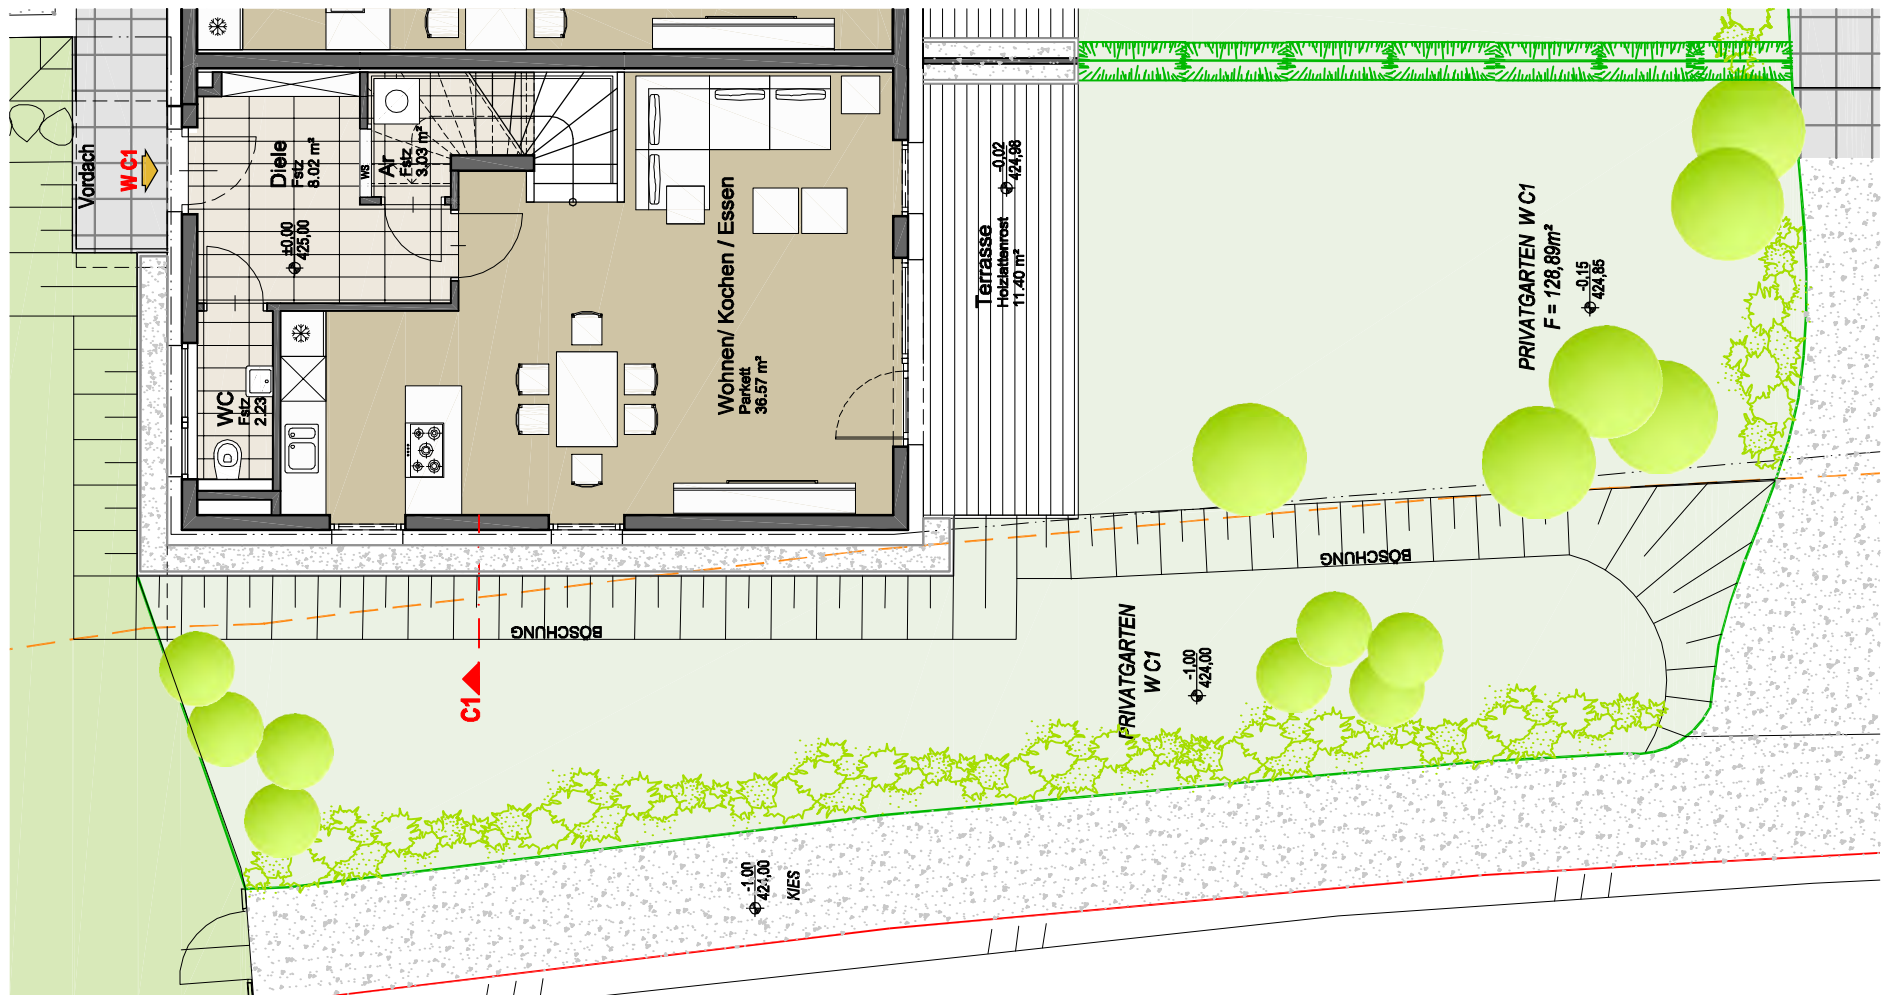 Vordach
W C1
Diele
Fstz
8.02 m²
±0,00
425,00
WS
Ar
Fstz
3.03 m²
WC
Fstz
2.23
Wohnen/ Kochen / Essen
Parkett
36.57 m²
Terrasse
Holzlattenrost
11.40 m²
-0,02
424,98
PRIVATGARTEN W C1
F = 128,89m²
-0,15
424,85
BÖSCHUNG
BÖSCHUNG
C1
PRIVATGARTEN
W C1
-1,00
424,00
-1,00
424,00
KIES